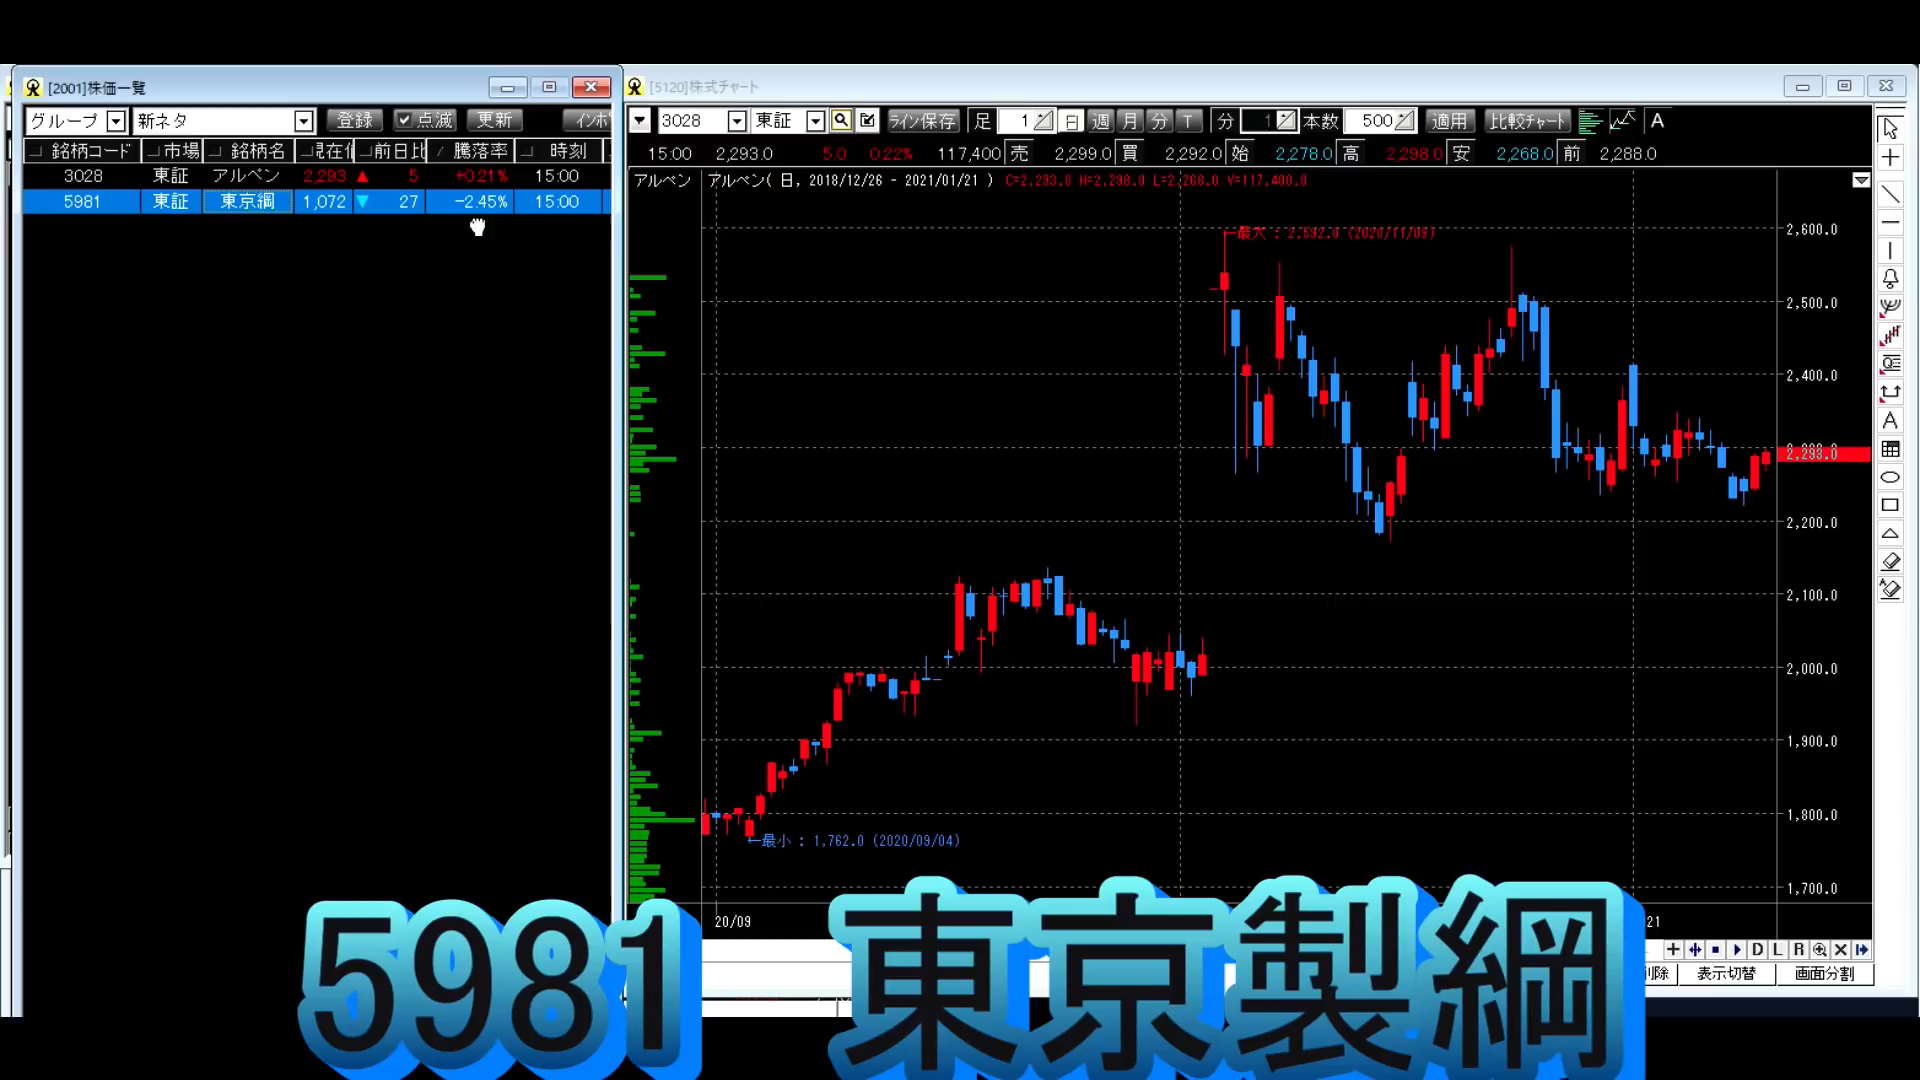 [2001]株価一覧
グループ 新ネタ 登録 点滅 更新
銘柄コード 市場 銘柄名 現在値 前日比 騰落率 時刻
3028 東証 アルペン 2,293 ▲ 5 +0.21% 15:00
5981 東証 東京綱 1,072 ▼ 27 -2.45% 15:00
[5120]株式チャート
3028 東証 ライン保存 足 1 日 週 月 分 T 分 1 本数 500 適用 比較チャート A
15:00 2,293.0 5.0 0.22% 117,400 売 2,299.0 買 2,292.0 始 2,278.0 高 2,298.0 安 2,268.0 前 2,288.0
アルペン アルペン( 日, 2018/12/26 - 2021/01/21 ) C=2,293.0 H=2,298.0 L=2,268.0 V=117,400.0
←最大 : 2,592.0 (2020/11/09)
2,600.0
2,500.0
2,400.0
2,293.0
2,200.0
2,100.0
2,000.0
1,900.0
1,800.0
←最小 : 1,762.0 (2020/09/04)
1,700.0
20/09 21
D L R
削除 表示切替 画面分割
5981 東京製綱